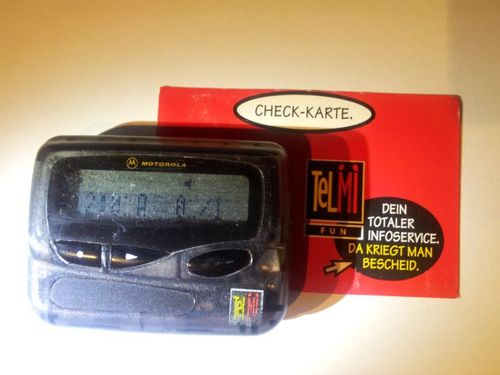 CHECK-KARTE.
MOTOROLA
TeLMi
FUN
DEIN
TOTALER
INFOSERVICE.
DA KRIEGT MAN
BESCHEID.